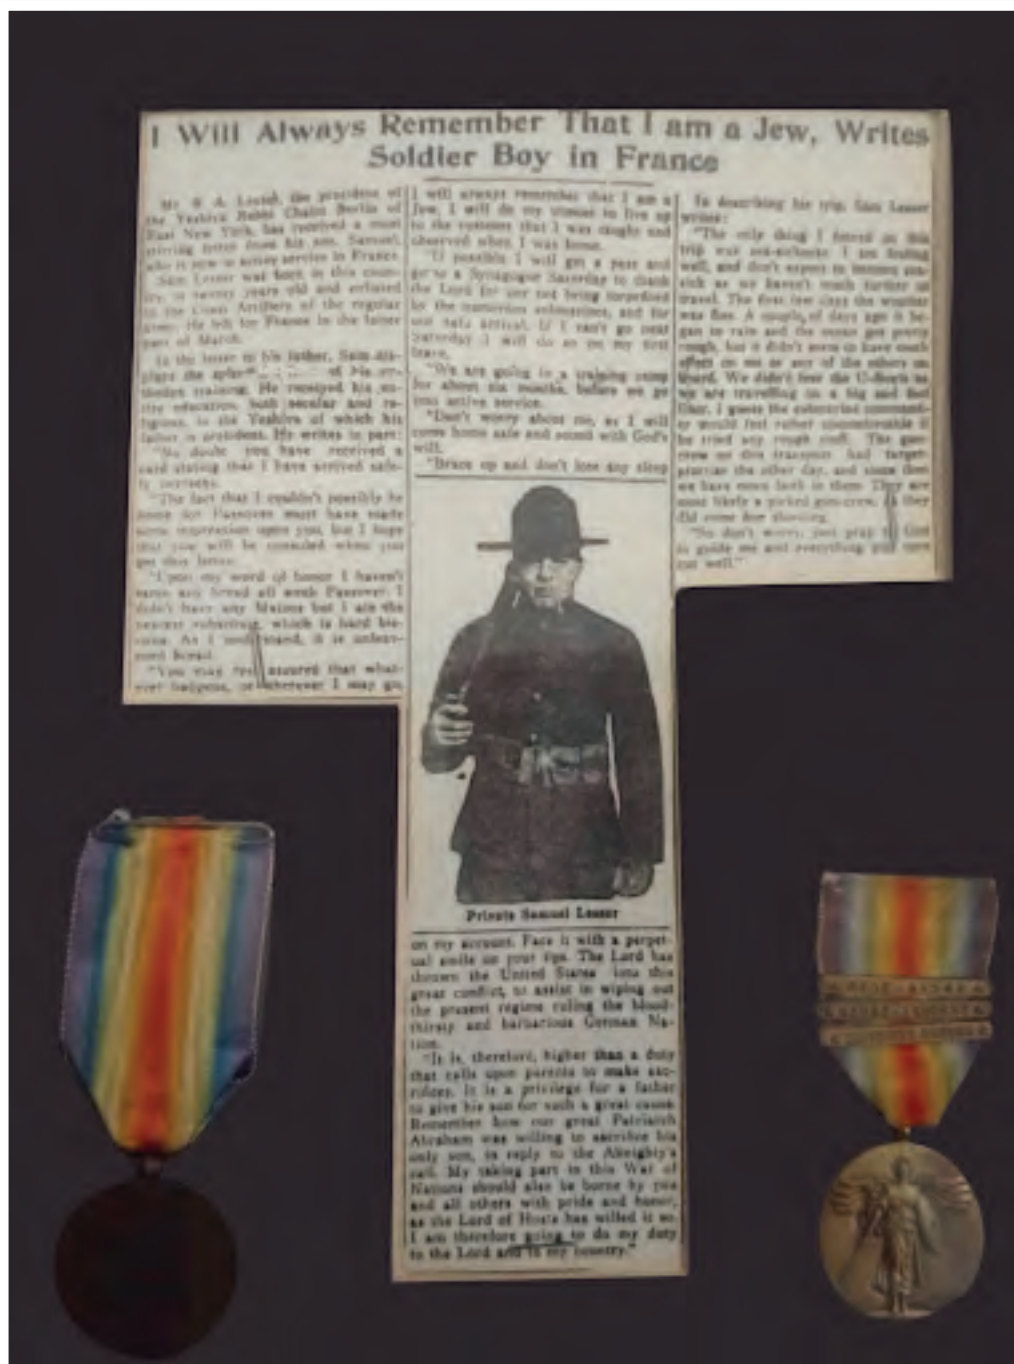 I Will Always Remember That I am a Jew, Writes
Soldier Boy in France
Mr. S. A. the president of
the Yeshiva Rabbi Chaim Berlin of
East New York, has received a most
stirring letter from his son, Samuel,
who is now in active service in France.
Sam Lesser was born in this coun-
try, is twenty years old and enlisted
in the Coast Artillery of the regular
army. He left for France in the latter
part of March.
In the letter to his father, Sam dis-
plays the of his or-
thodox training. He received his en-
tire education, both secular and re-
ligious, in the Yeshiva of which his
father is president. He writes in part:
"No doubt you have received a
card stating that I have arrived safe-
ly
"The fact that I couldn't possibly be
home for Passover must have made
some impression upon you, but I hope
that you will be consoled when you
get this letter.
"Upon my word of honor I haven't
eaten any bread all week Passover. I
didn't have any Matzos but I ate the
nearest substitute, which is hard bis-
cuits. As I understand, it is unleav-
ened bread.
"You may rest assured that what-
ever happens, or wherever I may go,
I will always remember that I am a
Jew. I will do my utmost to live up
to the customs that I was taught and
observed when I was home.
"If possible I will get a pass and
go to a Synagogue Saturday to thank
the Lord for our not being torpedoed
by the numerous submarines, and for
our safe arrival. If I can't go next
Saturday I will do so on my first
leave.
"We are going to a training camp
for about six months, before we go
into active service.
"Don't worry about me, as I will
come home safe and sound with God's
will.
"Brace up and don't lose any sleep
Private Samuel Lesser
on my account. Face it with a perpet-
ual smile on your lips. The Lord has
thrown the United States into this
great conflict, to assist in wiping out
the present regime ruling the blood-
thirsty and barbarious German Na-
tion.
"It is, therefore, higher than a duty
that calls upon parents to make sac-
rifices. It is a privilege for a father
to give his son for such a great cause.
Remember how our great Patriarch
Abraham was willing to sacrifice his
only son, in reply to the Almighty's
call. My taking part in this War of
Nations should also be borne by you
and all others with pride and honor,
as the Lord of Hosts has willed it so.
I am therefore going to do my duty
to the Lord and to my country."
In describing his trip, Sam Lesser
writes:
"The only thing I feared on this
trip was sea-sickness. I am feeling
well, and don't expect to become sea-
sick as we haven't much further to
travel. The first few days the weather
was fine. A couple of days ago it be-
gan to rain and the ocean got pretty
rough, but it didn't seem to have much
effect on me or any of the others on
board. We didn't fear the U-Boats as
we are travelling on a big and fast
liner. I guess the submarine command-
er would feel rather uncomfortable if
he tried any rough stuff. The gun-
crew on this transport had target
practice the other day, and since then
we have more faith in them. They are
most likely a picked gun-crew, as they
did some fine shooting.
"So don't worry, just pray to God
to guide me and everything will turn
out well."